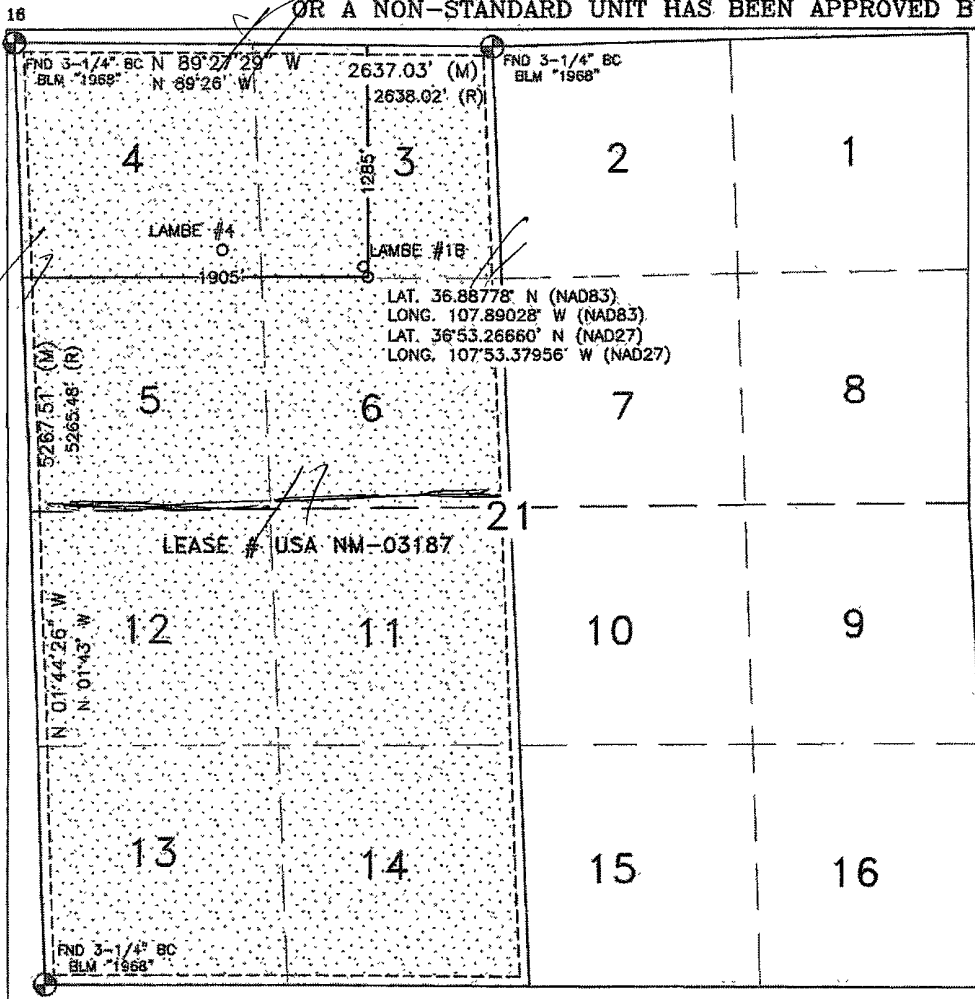 16
OR A NON-STANDARD UNIT HAS BEEN APPROVED B
FND 3-1/4" BC
BLM "1968"
N 89°27'29" W
N 89°26' W
2637.03' (M)
2638.02' (R)
FND 3-1/4" BC
BLM "1968"
4
3
2
1
1285'
LAMBE #4
LAMBE #1B
1905'
LAT. 36.88778° N (NAD83)
LONG. 107.89028° W (NAD83)
LAT. 36°53.26660' N (NAD27)
LONG. 107°53.37956' W (NAD27)
5267.51' (M)
5265.48' (R)
5
6
7
8
21
LEASE # USA NM-03187
N 01°44'26" W
N 01°43' W
12
11
10
9
13
14
15
16
FND 3-1/4" BC
BLM "1968"